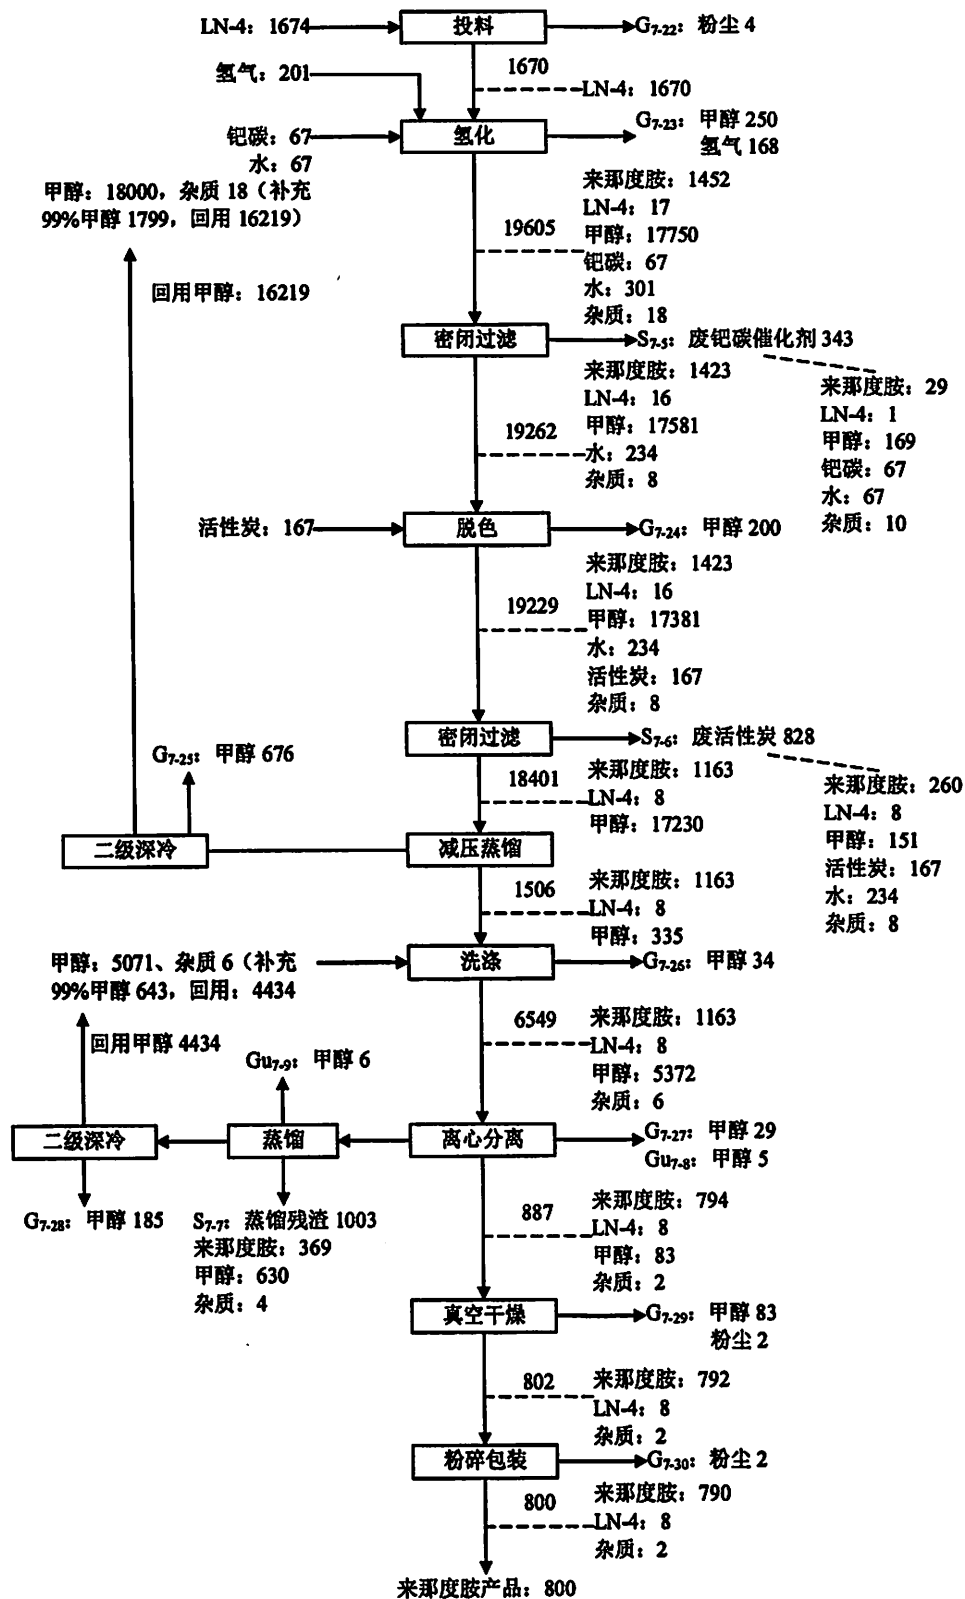 LN-4：1674
投料
G7-22：粉尘 4
氢气：201
1670
LN-4：1670
钯碳：67
水：67
氢化
G7-23：甲醇 250
氢气 168
甲醇：18000，杂质 18（补充
99%甲醇 1799，回用 16219）
19605
来那度胺：1452
LN-4：17
甲醇：17750
钯碳：67
水：301
杂质：18
回用甲醇：16219
密闭过滤
S7-5：废钯碳催化剂 343
来那度胺：29
LN-4：1
甲醇：169
钯碳：67
水：67
杂质：10
19262
来那度胺：1423
LN-4：16
甲醇：17581
水：234
杂质：8
活性炭：167
脱色
G7-24：甲醇 200
19229
来那度胺：1423
LN-4：16
甲醇：17381
水：234
活性炭：167
杂质：8
密闭过滤
S7-6：废活性炭 828
来那度胺：260
LN-4：8
甲醇：151
活性炭：167
水：234
杂质：8
G7-25：甲醇 676
18401
来那度胺：1163
LN-4：8
甲醇：17230
二级深冷
减压蒸馏
1506
来那度胺：1163
LN-4：8
甲醇：335
甲醇：5071、杂质 6（补充
99%甲醇 643，回用：4434
洗涤
G7-26：甲醇 34
6549
来那度胺：1163
LN-4：8
甲醇：5372
杂质：6
回用甲醇 4434
Gu7-9：甲醇 6
二级深冷
蒸馏
离心分离
G7-27：甲醇 29
Gu7-8：甲醇 5
G7-28：甲醇 185
S7-7：蒸馏残渣 1003
来那度胺：369
甲醇：630
杂质：4
887
来那度胺：794
LN-4：8
甲醇：83
杂质：2
真空干燥
G7-29：甲醇 83
粉尘 2
802
来那度胺：792
LN-4：8
杂质：2
粉碎包装
G7-30：粉尘 2
800
来那度胺：790
LN-4：8
杂质：2
来那度胺产品：800